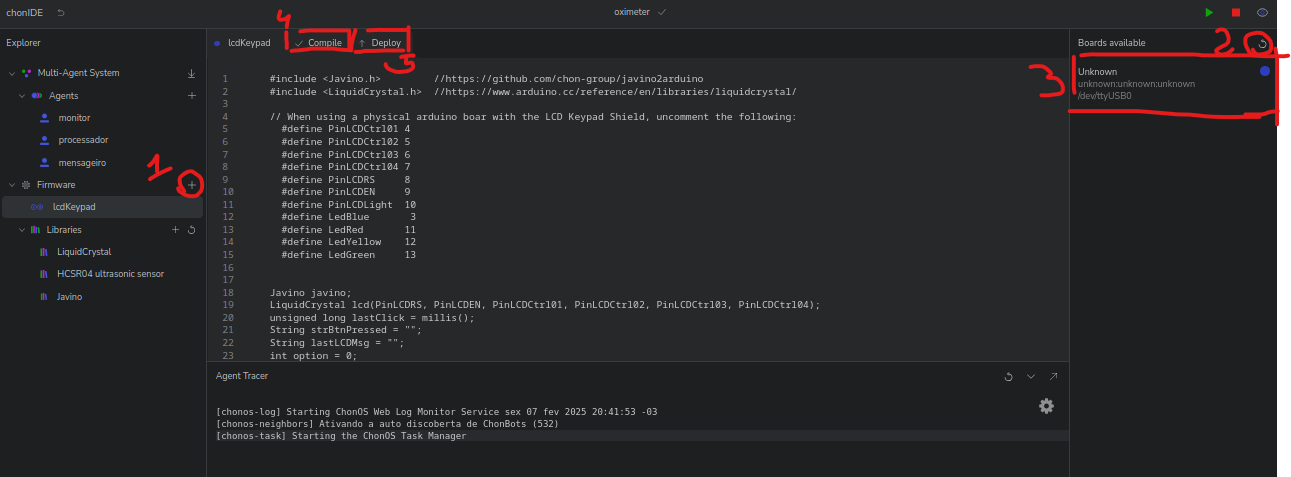 chonIDE
oximeter
Explorer
lcdKeypad
4
Compile
Deploy
5
Boards available
2
Multi-Agent System
Agents
monitor
processador
mensageiro
1
Firmware
lcdKeypad
Libraries
LiquidCrystal
HCSR04 ultrasonic sensor
Javino
1 #include <Javino.h> //https://github.com/chon-group/javino2arduino
2 #include <LiquidCrystal.h> //https://www.arduino.cc/reference/en/libraries/liquidcrystal/
3
4 // When using a physical arduino boar with the LCD Keypad Shield, uncomment the following:
5 #define PinLCDCtrl01 4
6 #define PinLCDCtrl02 5
7 #define PinLCDCtrl03 6
8 #define PinLCDCtrl04 7
9 #define PinLCDRS 8
10 #define PinLCDEN 9
11 #define PinLCDLight 10
12 #define LedBlue 3
13 #define LedRed 11
14 #define LedYellow 12
15 #define LedGreen 13
16
17
18 Javino javino;
19 LiquidCrystal lcd(PinLCDRS, PinLCDEN, PinLCDCtrl01, PinLCDCtrl02, PinLCDCtrl03, PinLCDCtrl04);
20 unsigned long lastClick = millis();
21 String strBtnPressed = "";
22 String lastLCDMsg = "";
23 int option = 0;
3
Unknown
unknown:unknown:unknown
/dev/ttyUSB0
Agent Tracer
[chonos-log] Starting ChonOS Web Log Monitor Service sex 07 fev 2025 20:41:53 -03
[chonos-neighbors] Ativando a auto discoberta de ChonBots (532)
[chonos-task] Starting the ChonOS Task Manager